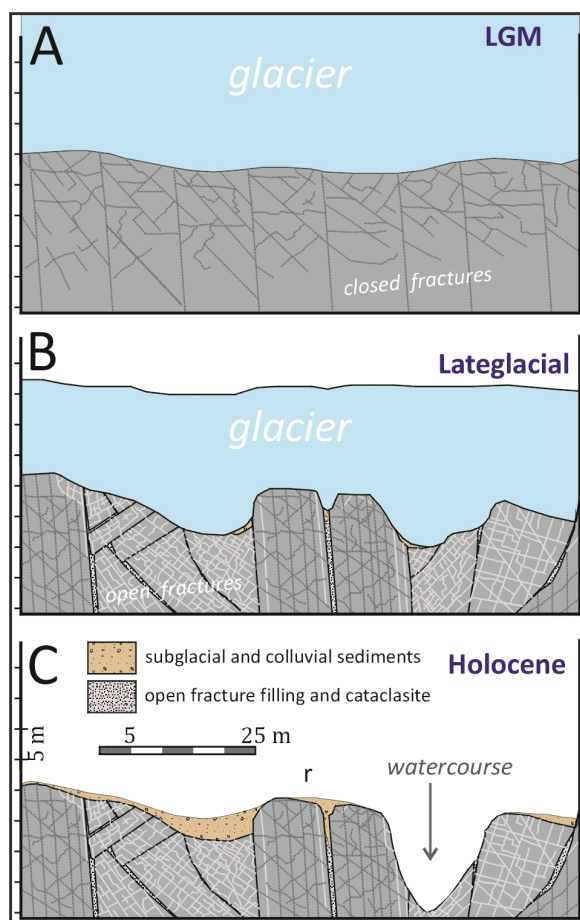 A
LGM
glacier
closed fractures
B
Lateglacial
glacier
open fractures
C
subglacial and colluvial sediments
Holocene
open fracture filling and cataclasite
5 m
5 25 m
r
watercourse